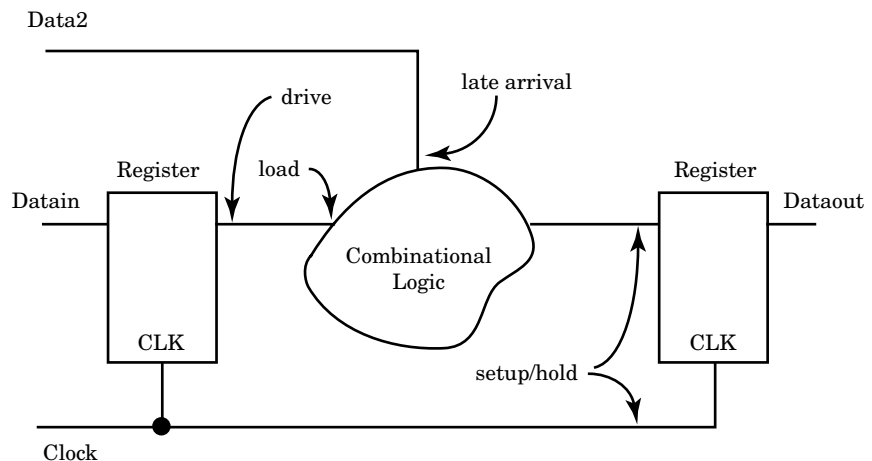 Data2
late arrival
drive
Register
load
Register
Datain
Dataout
Combinational
Logic
CLK
CLK
setup/hold
Clock